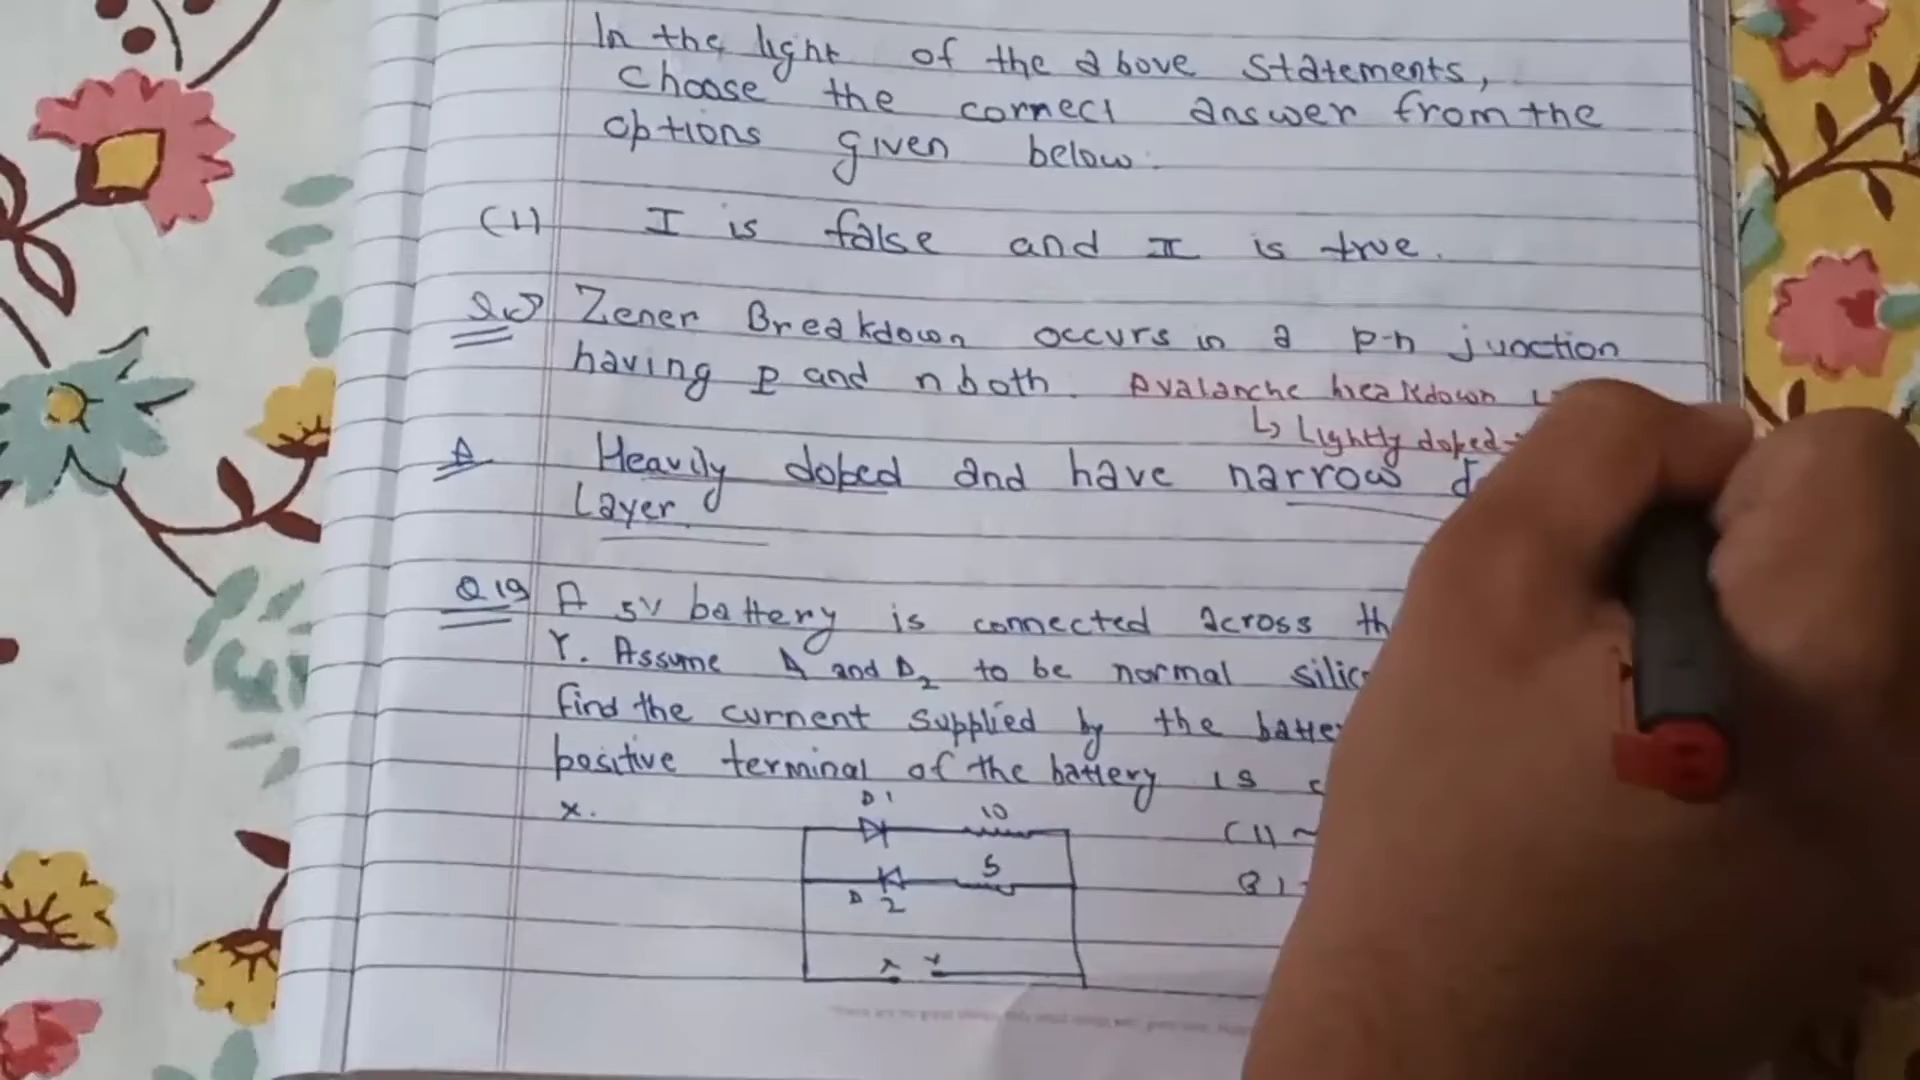 In the light of the above statements,
choose the correct answer from the
options given below.
(1) I is false and II is true.
Zener Breakdown occurs in a p-n junction
having p and n both. Avalanche breakdown
↳ Lightly doped
A Heavily doped and have narrow
Layer.
Q19 A 5V battery is connected across
Y. Assume D and D2 to be normal
find the current supplied by the
positive terminal of the battery is
X.
D1 10
5
D2
X Y
(1) ~